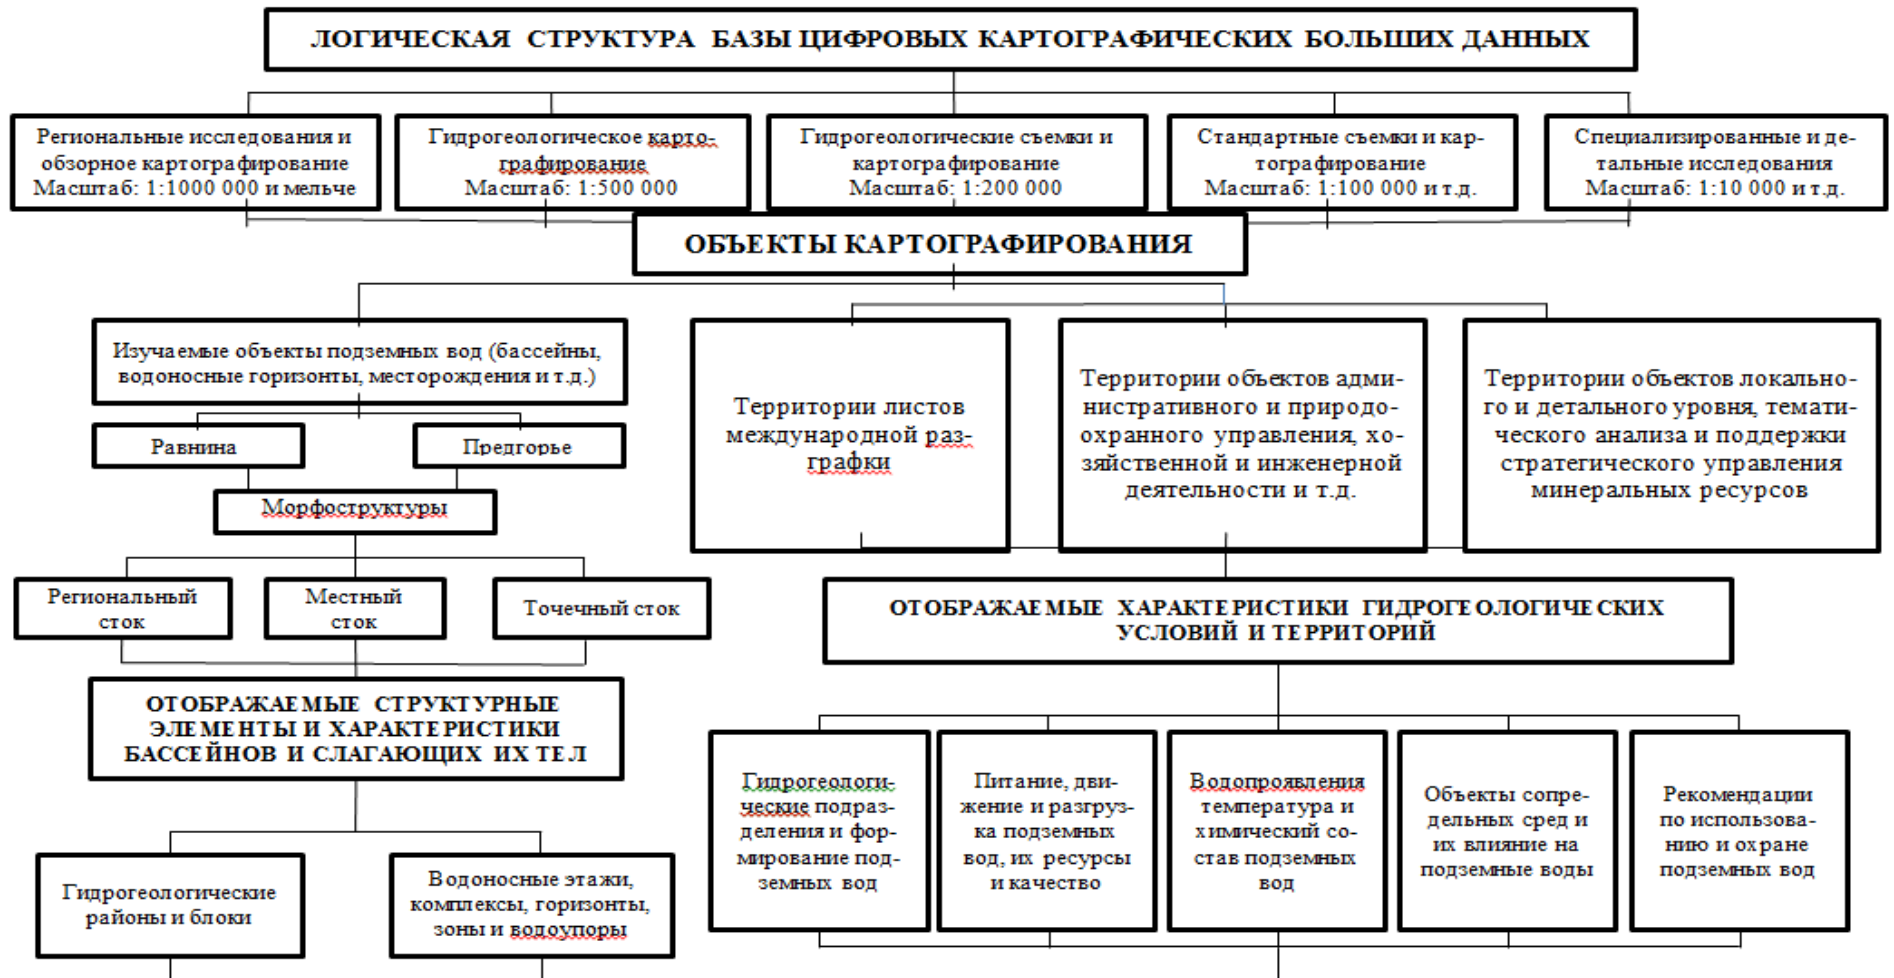 ЛОГИЧЕСКАЯ СТРУКТУРА БАЗЫ ЦИФРОВЫХ КАРТОГРАФИЧЕСКИХ БОЛЬШИХ ДАННЫХ
Региональные исследования и
обзорное картографирование
Масштаб: 1:1000 000 и мельче
Гидрогеологическое карто-
графирование
Масштаб: 1:500 000
Гидрогеологические съемки и
картографирование
Масштаб: 1:200 000
Стандартные съемки и кар-
тографирование
Масштаб: 1:100 000 и т.д.
Специализированные и де-
тальные исследования
Масштаб: 1:10 000 и т.д.
ОБЪЕКТЫ КАРТОГРАФИРОВАНИЯ
Изучаемые объекты подземных вод (бассейны,
водоносные горизонты, месторождения и т.д.)
Равнина
Предгорье
Морфоструктуры
Региональный
сток
Местный
сток
Точечный сток
ОТОБРАЖАЕМЫЕ СТРУКТУРНЫЕ
ЭЛЕМЕНТЫ И ХАРАКТЕРИСТИКИ
БАССЕЙНОВ И СЛАГАЮЩИХ ИХ ТЕЛ
Гидрогеологические
районы и блоки
Водоносные этажи,
комплексы, горизонты,
зоны и водоупоры
Территории листов
международной раз-
графки
Территории объектов адми-
нистративного и природо-
охранного управления, хо-
зяйственной и инженерной
деятельности и т.д.
Территории объектов локально-
го и детального уровня, темати-
ческого анализа и поддержки
стратегического управления
минеральных ресурсов
ОТОБРАЖАЕМЫЕ ХАРАКТЕРИСТИКИ ГИДРОГЕОЛОГИЧЕСКИХ
УСЛОВИЙ И ТЕРРИТОРИЙ
Гидрогеологи-
ческие подраз-
деления и фор-
мирование под-
земных вод
Питание, дви-
жение и разгруз-
ка подземных
вод, их ресурсы
и качество
Водопроявления
температура и
химический со-
став подземных
вод
Объекты сопре-
дельных сред и
их влияние на
подземные воды
Рекомендации
по использова-
нию и охране
подземных вод